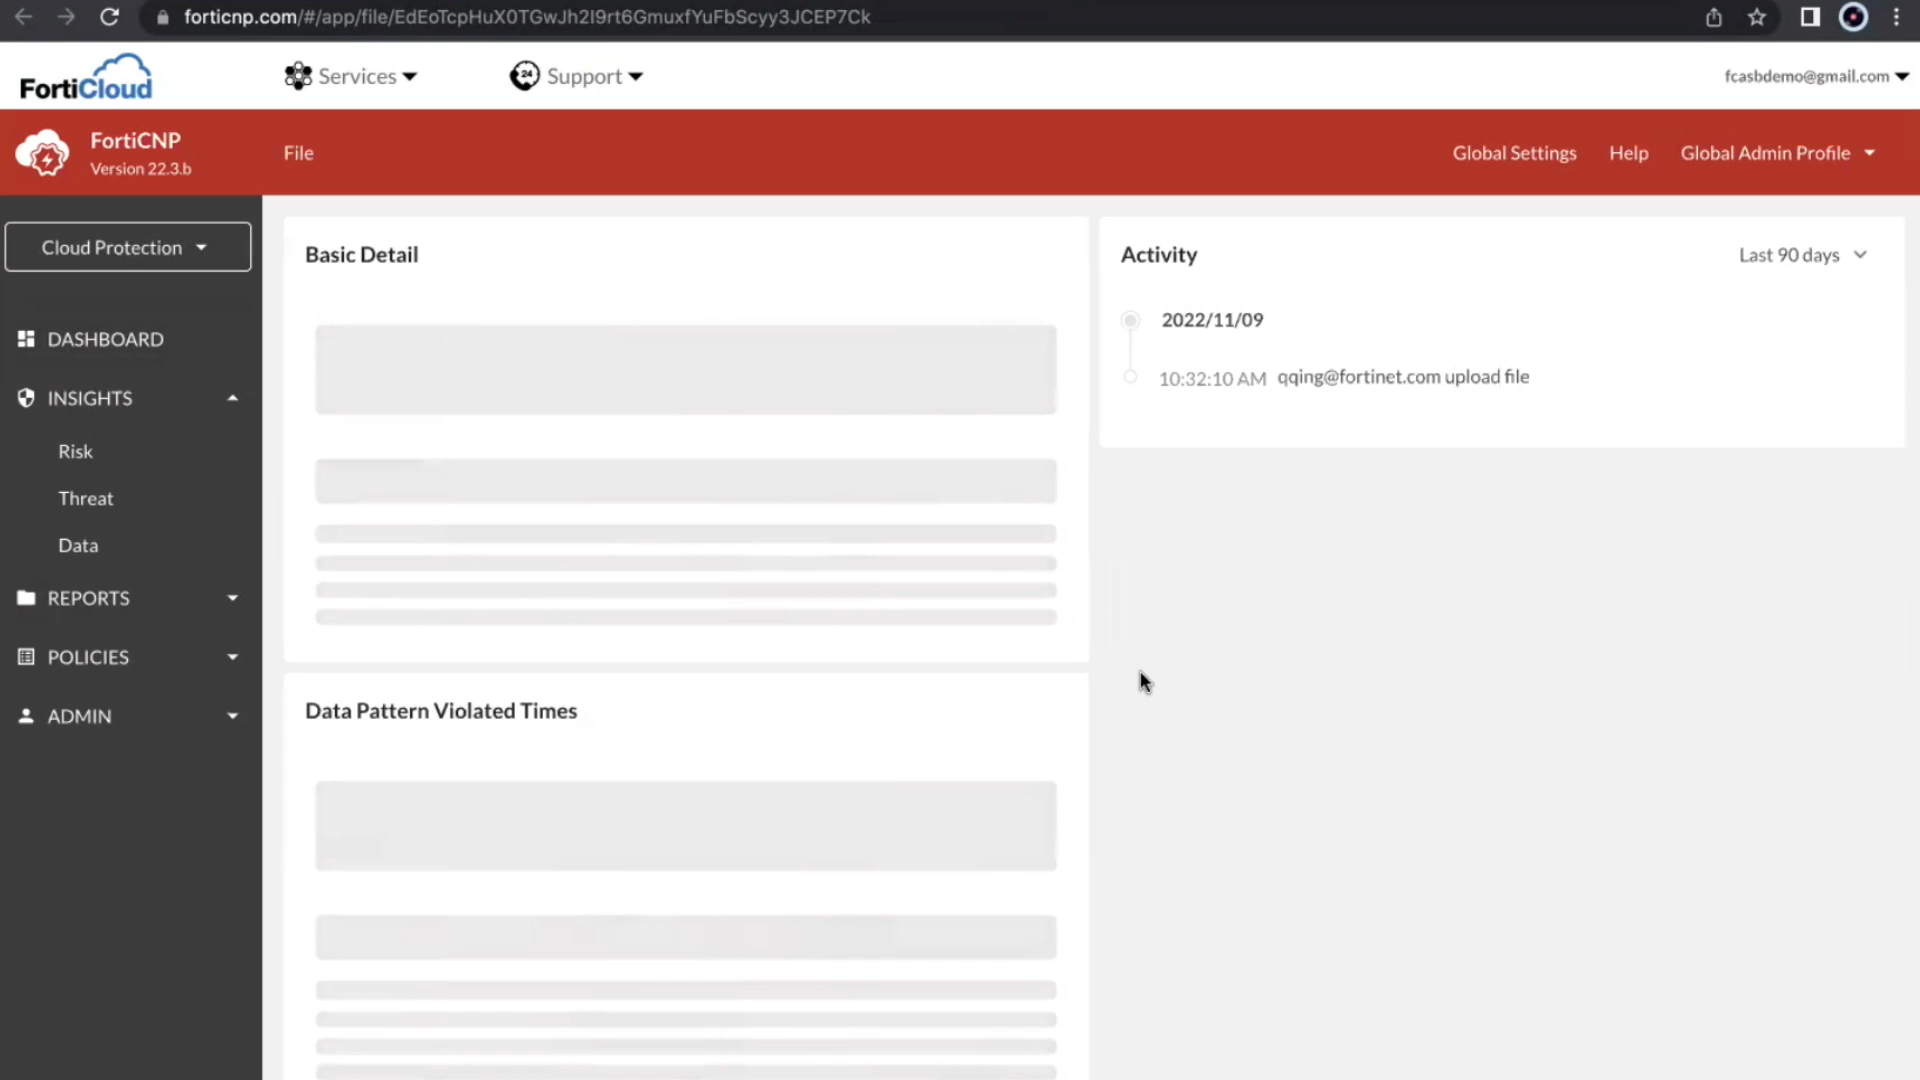 forticnp.com/#/app/file/EdEoTcpHuX0TGwJh2I9rt6GmuxfYuFbScyy3JCEP7Ck
FortiCloud
Services
24
Support
fcasbdemo@gmail.com
FortiCNP
Version 22.3.b
File
Global Settings
Help
Global Admin Profile
Cloud Protection
DASHBOARD
INSIGHTS
Risk
Threat
Data
REPORTS
POLICIES
ADMIN
Basic Detail
Data Pattern Violated Times
Activity
Last 90 days
2022/11/09
10:32:10 AM qqing@fortinet.com upload file